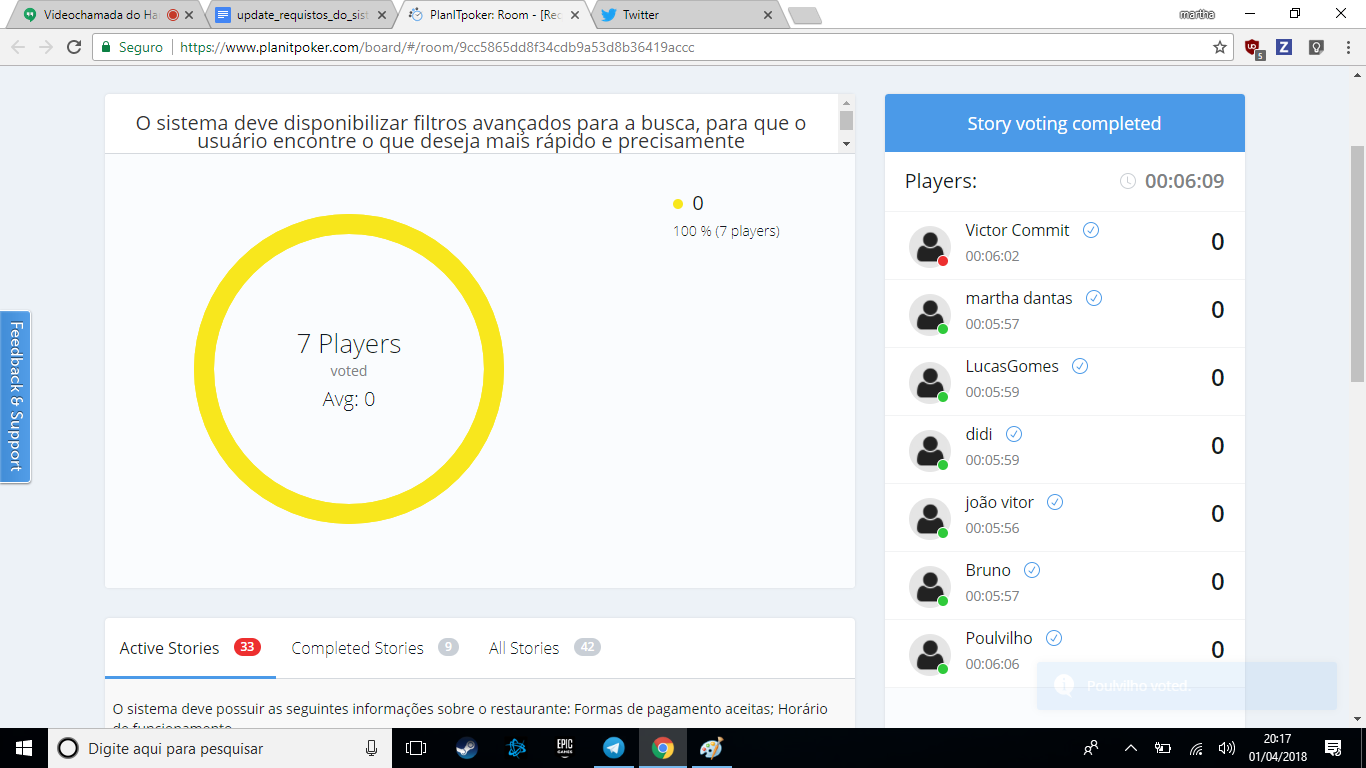 Videochamada do Ha
update_requistos_do_sist
PlanITpoker: Room - [Rec
Twitter
martha
Seguro
https://www.planitpoker.com/board/#/room/9cc5865dd8f34cdb9a53d8b36419accc
5
Z
O sistema deve disponibilizar filtros avançados para a busca, para que o
usuário encontre o que deseja mais rápido e precisamente
0
100 % (7 players)
7 Players
voted
Avg: 0
Feedback & Support
Story voting completed
Players:
00:06:09
Victor Commit
00:06:02
0
martha dantas
00:05:57
0
LucasGomes
00:05:59
0
didi
00:05:59
0
joão vitor
00:05:56
0
Bruno
00:05:57
0
Poulvilho
00:06:06
0
Poulvilho voted.
Active Stories 33
Completed Stories 9
All Stories 42
O sistema deve possuir as seguintes informações sobre o restaurante: Formas de pagamento aceitas; Horário
de funcionamento
Digite aqui para pesquisar
EPIC
GAMES
20:17
01/04/2018